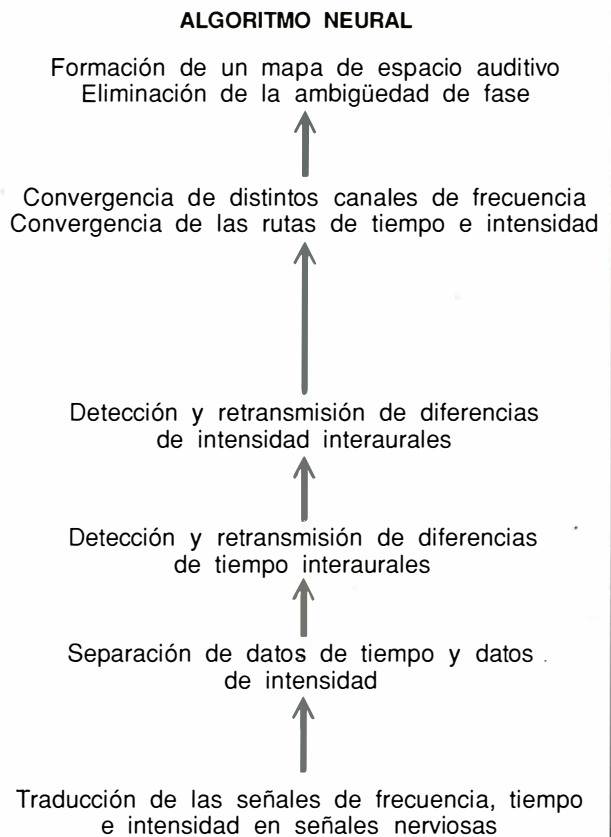 ALGORITMO NEURAL
Formación de un mapa de espacio auditivo
Eliminación de la ambigüedad de fase
Convergencia de distintos canales de frecuencia
Convergencia de las rutas de tiempo e intensidad
Detección y retransmisión de diferencias
de intensidad interaurales
Detección y retransmisión de diferencias
de tiempo interaurales
Separación de datos de tiempo y datos
de intensidad
Traducción de las señales de frecuencia, tiempo
e intensidad en señales nerviosas